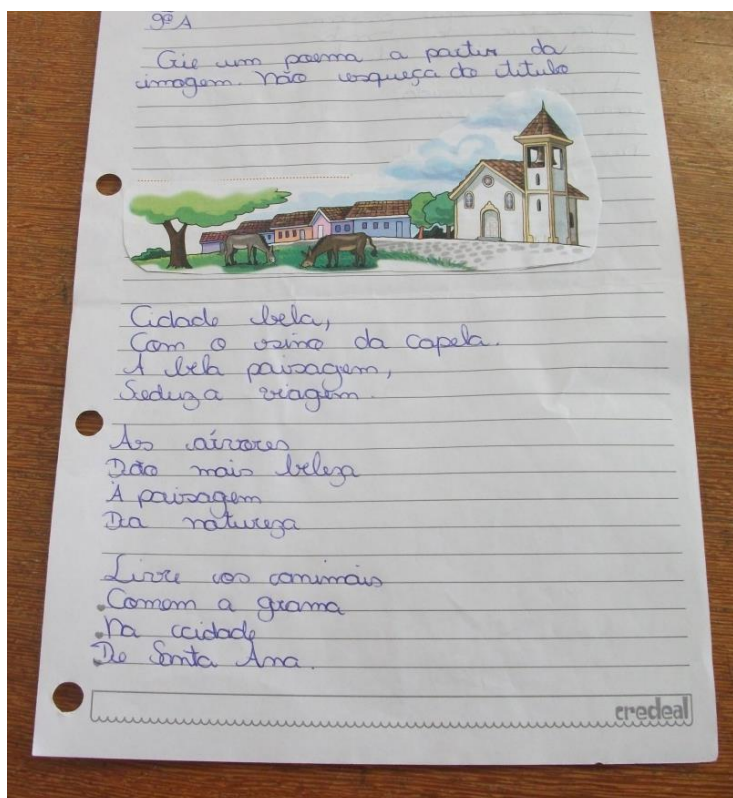 9º A
Crie um poema a partir da
imagem. Não esqueça do título
Cidade bela,
Com o sino da capela.
A bela paisagem,
Seduz a viagem.
As árvores
Dão mais beleza
À paisagem
Da natureza
Livre os animais
Comem a grama
Na cidade
De Santa Ana.
credeal